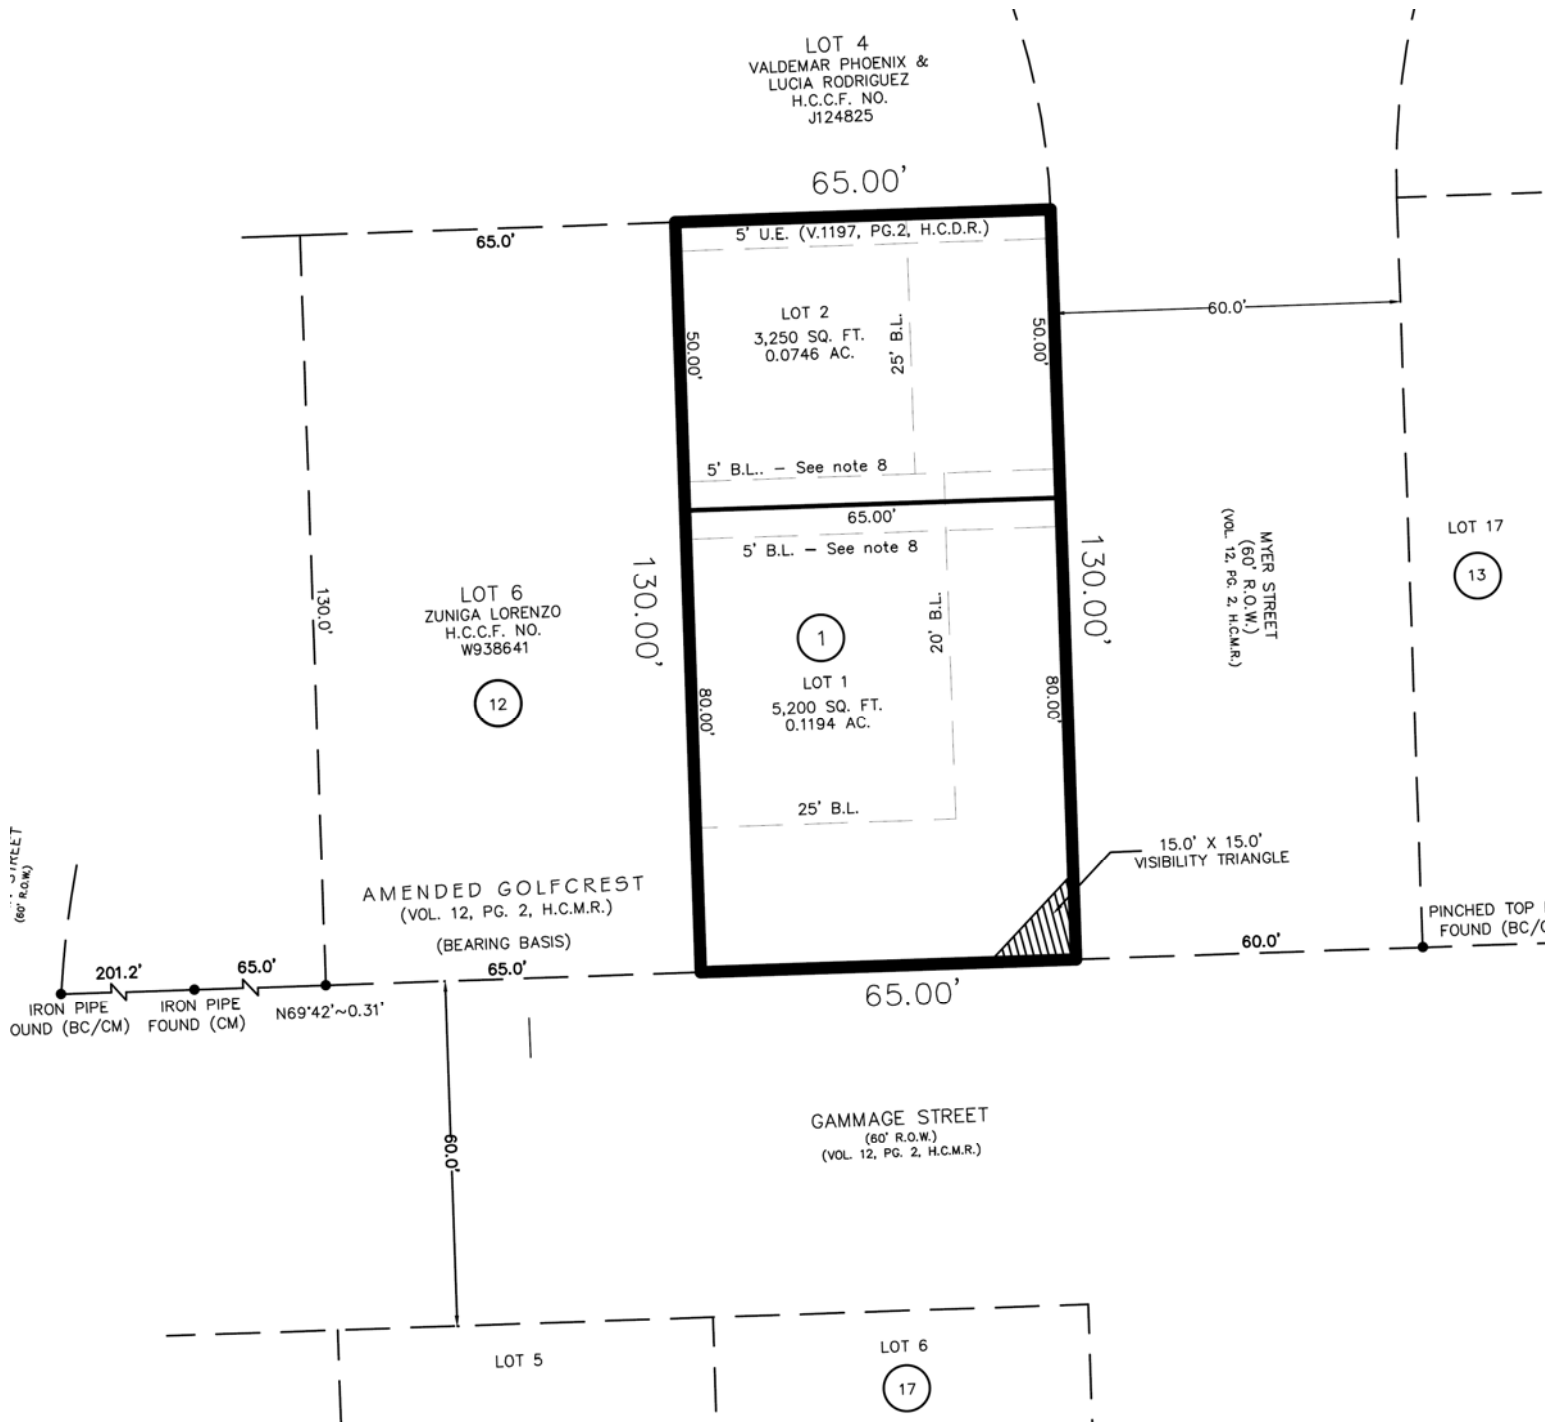 LOT 4
VALDEMAR PHOENIX &
LUCIA RODRIGUEZ
H.C.C.F. NO.
J124825
65.00'
65.0'
5' U.E. (V.1197, PG.2, H.C.D.R.)
LOT 2
3,250 SQ. FT.
0.0746 AC.
50.00'
25' B.L.
50.00'
60.0'
5' B.L.. – See note 8
65.00'
5' B.L. – See note 8
130.00'
130.00'
MYER STREET
(60' R.O.W.)
(VOL. 12, PG. 2, H.C.M.R.)
LOT 17
13
130.0'
LOT 6
ZUNIGA LORENZO
H.C.C.F. NO.
W938641
12
1
20' B.L.
LOT 1
5,200 SQ. FT.
0.1194 AC.
80.00'
80.00'
25' B.L.
15.0' X 15.0'
VISIBILITY TRIANGLE
STREET
(60' R.O.W.)
AMENDED GOLFCREST
(VOL. 12, PG. 2, H.C.M.R.)
(BEARING BASIS)
PINCHED TOP
FOUND (BC/
201.2'
65.0'
65.0'
60.0'
65.00'
IRON PIPE
OUND (BC/CM)
IRON PIPE
FOUND (CM)
N69°42'~0.31'
60.0'
GAMMAGE STREET
(60' R.O.W.)
(VOL. 12, PG. 2, H.C.M.R.)
LOT 5
LOT 6
17